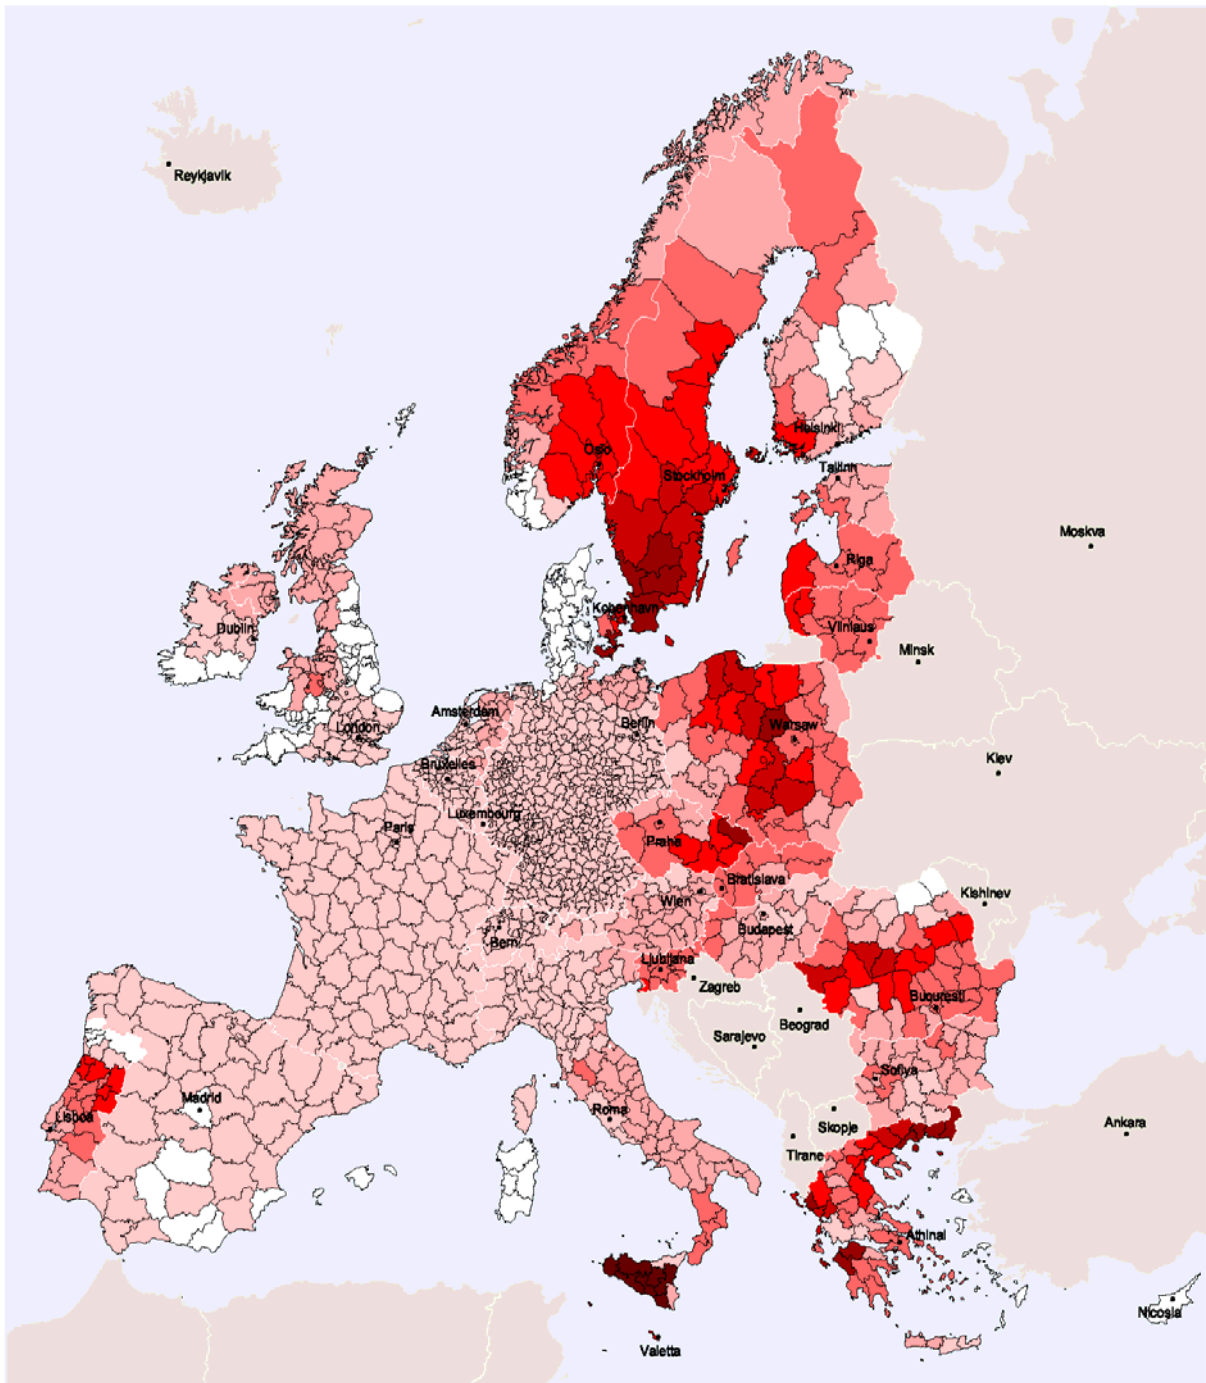 Reykjavik
Helsinki
Oslo
Tallinn
Stockholm
Moskva
Riga
Kobenhavn
Vilniaus
Dublin
Minsk
Amsterdam
Berlin
Warsaw
London
Bruxelles
Kiev
Luxembourg
Paris
Praha
Bratislava
Kishinev
Wien
Budapest
Bern
Ljubljana
Zagreb
Bucuresti
Beograd
Sarajevo
Sofiya
Madrid
Roma
Lisboa
Skopje
Ankara
Tirane
Athinai
Nicosia
Valetta